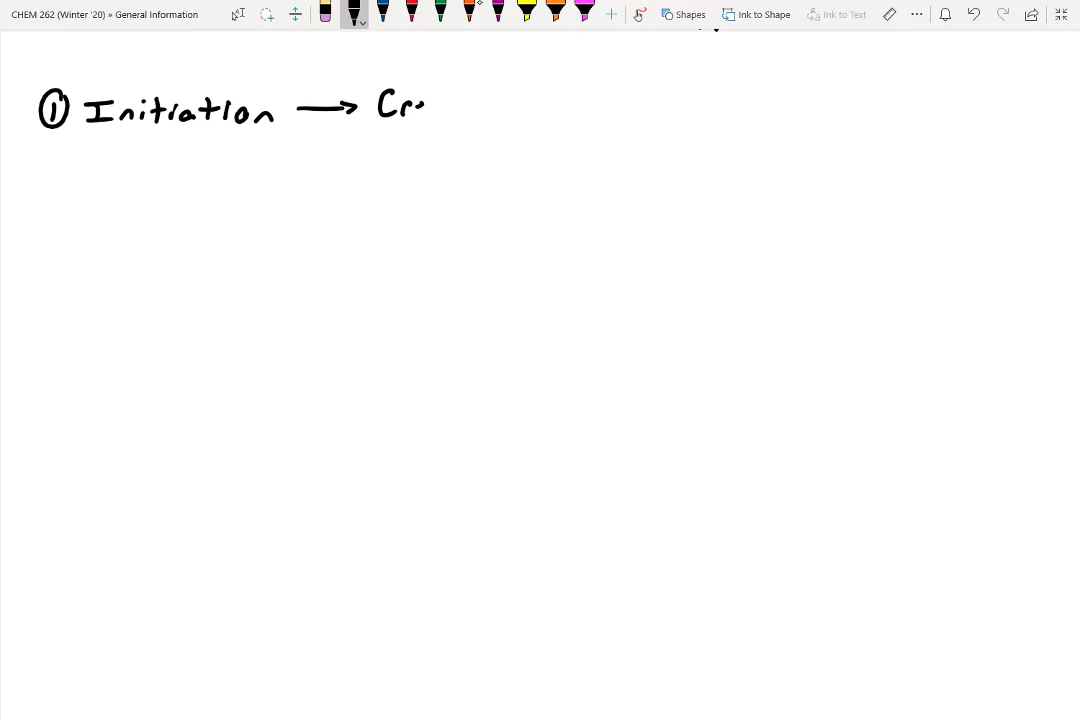 CHEM 262 (Winter '20) » General Information
Shapes
Ink to Shape
Ink to Text
① Initiation → Cr